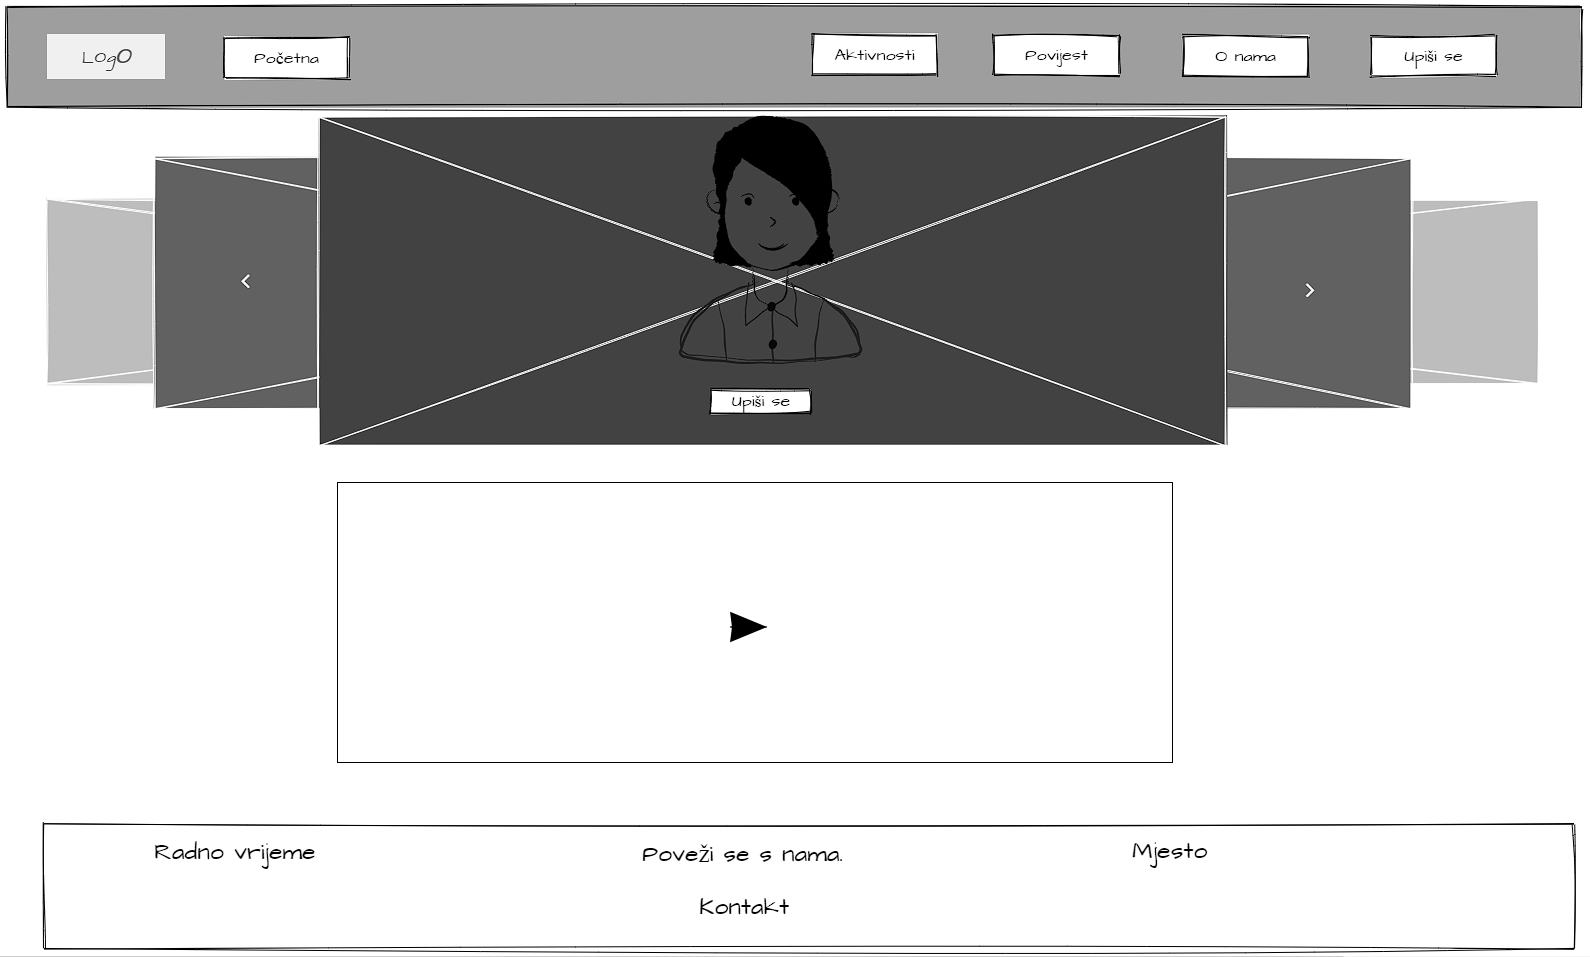 LogO
Početna
Aktivnosti
Povijest
O nama
Upiši se
Upiši se
Radno vrijeme
Poveži se s nama.
Mjesto
Kontakt